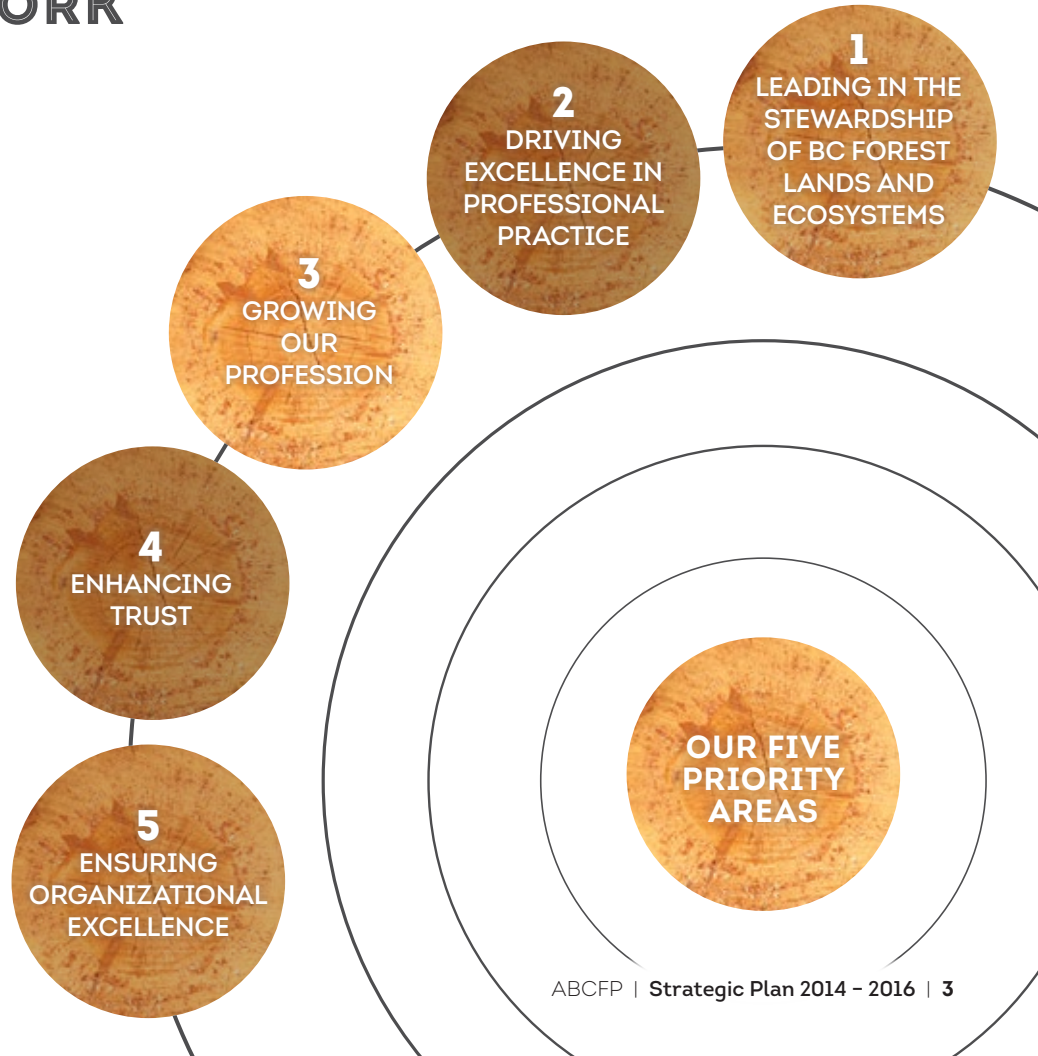 ORK
1
LEADING IN THE
STEWARDSHIP
OF BC FOREST
LANDS AND
ECOSYSTEMS
2
DRIVING
EXCELLENCE IN
PROFESSIONAL
PRACTICE
3
GROWING
OUR
PROFESSION
4
ENHANCING
TRUST
5
ENSURING
ORGANIZATIONAL
EXCELLENCE
OUR FIVE
PRIORITY
AREAS
ABCFP | Strategic Plan 2014 – 2016 | 3